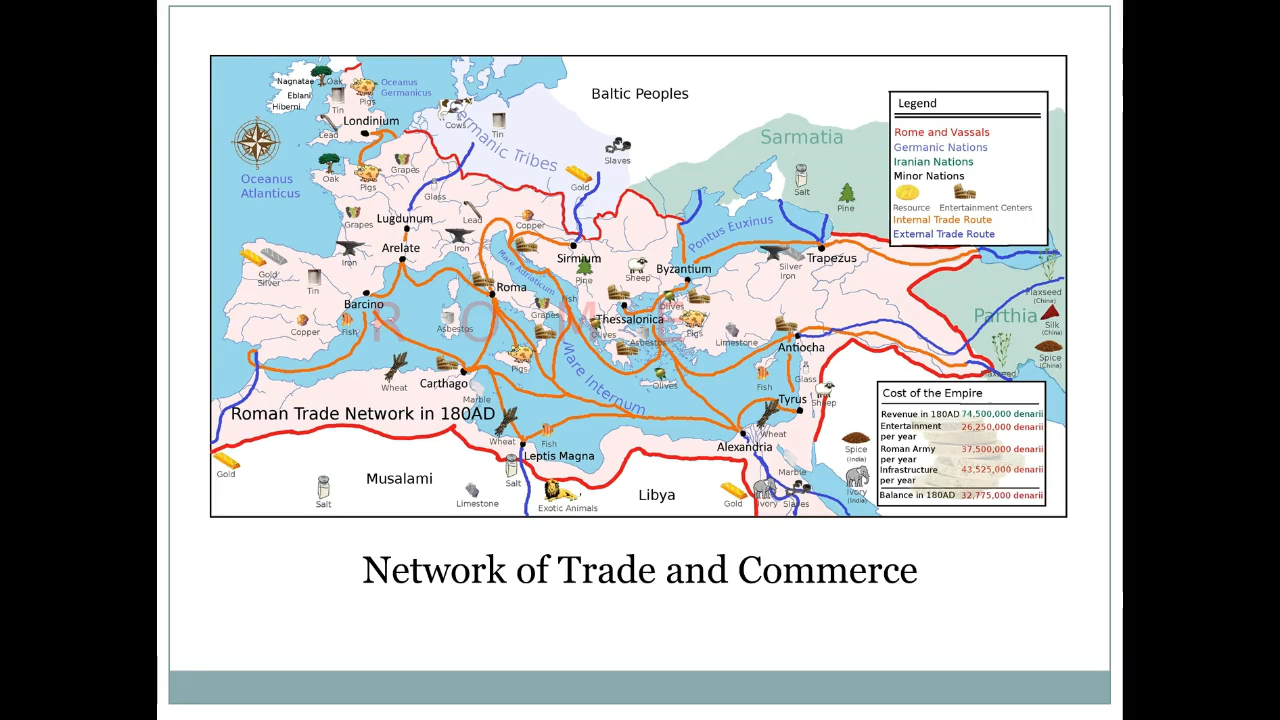 Baltic Peoples
Sarmatia
Nagnatae
Oak
Eblani
Hiberni
Tin
Pigs
Oceanus
Germanicus
Lead
Londinium
Cows
Tin
Germanic Tribes
Slaves
Gold
Salt
Pine
Oceanus
Atlanticus
Oak
Pigs
Grapes
Glass
Grapes
Lugdunum
Lead
Copper
Iron
Iron
Arelate
Gold
Silver
Tin
Barcino
Fish
Copper
Asbestos
Roma
Mare Adriaticum
Sirmium
Pine
Fish
Grapes
Sheep
Byzantium
Pontus Euxinus
Trapezus
Silver
Iron
Thessalonica
Olives
Olives
Asbestos
Pigs
Limestone
Olives
Antiocha
Parthia
Flaxseed
(China)
Silk
(China)
Spice
(China)
R O M E
Wheat
Carthago
Marble
Pigs
Mare Internum
Fish
Glass
Sheep
Tyrus
Wheat
Alexandria
Roman Trade Network in 180AD
Wheat
Fish
Leptis Magna
Gold
Musalami
Salt
Limestone
Salt
Exotic Animals
Libya
Gold
Marble
Ivory
Slaves
Spice
(India)
Ivory
(India)
Legend
Rome and Vassals
Germanic Nations
Iranian Nations
Minor Nations
Resource Entertainment Centers
Internal Trade Route
External Trade Route
Cost of the Empire
Revenue in 180AD 74,500,000 denarii
Entertainment 26,250,000 denarii
per year
Roman Army 37,500,000 denarii
per year
Infrastructure 43,525,000 denarii
per year
Balance in 180AD 32,775,000 denarii
Network of Trade and Commerce